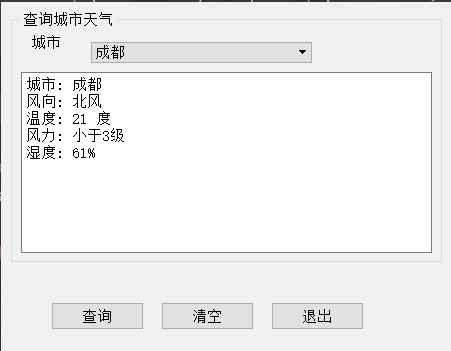 查询城市天气
城市
成都
城市: 成都
风向: 北风
温度: 21 度
风力: 小于3级
湿度: 61%
查询
清空
退出